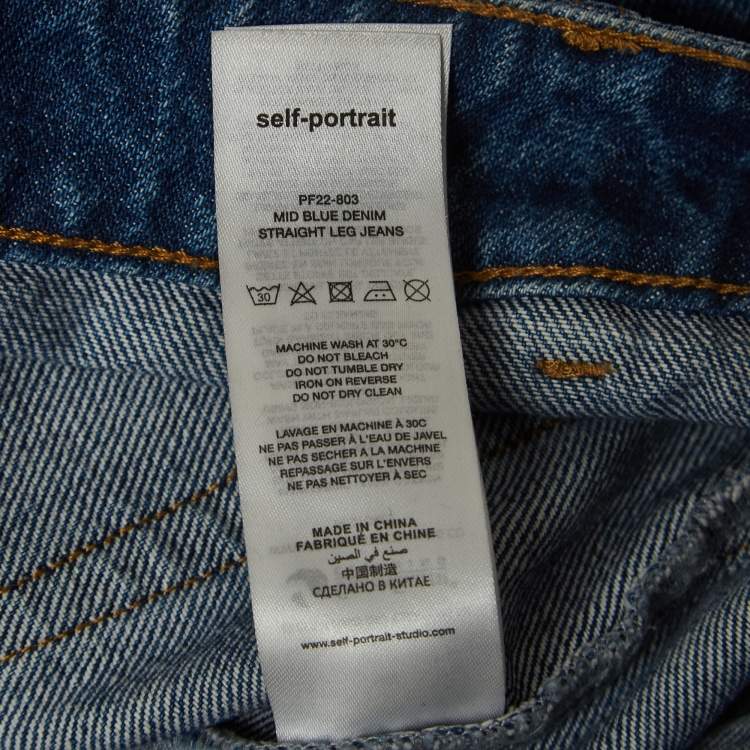 self-portrait
PF22-803
MID BLUE DENIM
STRAIGHT LEG JEANS
30
MACHINE WASH AT 30°C
DO NOT BLEACH
DO NOT TUMBLE DRY
IRON ON REVERSE
DO NOT DRY CLEAN
LAVAGE EN MACHINE À 30C
NE PAS PASSER À L'EAU DE JAVEL
NE PAS SECHER A LA MACHINE
REPASSAGE SUR L'ENVERS
NE PAS NETTOYER À SEC
MADE IN CHINA
FABRIQUÉ EN CHINE
صنع في الصين
中国制造
СДЕЛАНО В КИТАЕ
www.self-portrait-studio.com